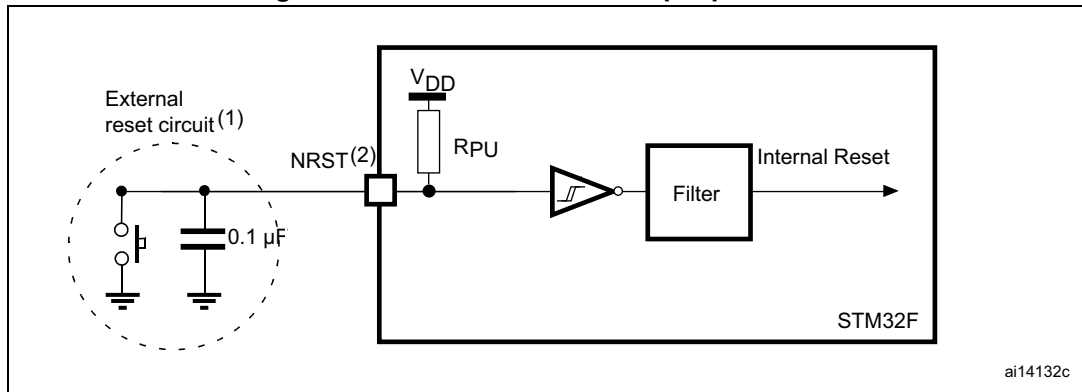 External
reset circuit(1)
VDD
NRST(2)
RPU
Internal Reset
Filter
0.1 µF
STM32F
ai14132c